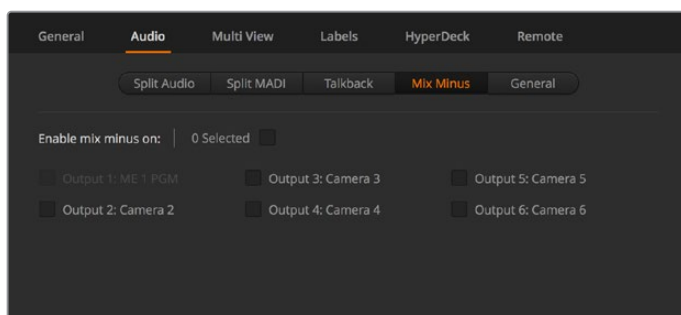 General Audio Multi View Labels HyperDeck Remote
Split Audio Split MADI Talkback Mix Minus General
Enable mix minus on: 0 Selected
Output 1: ME 1 PGM Output 3: Camera 3 Output 5: Camera 5
Output 2: Camera 2 Output 4: Camera 4 Output 6: Camera 6